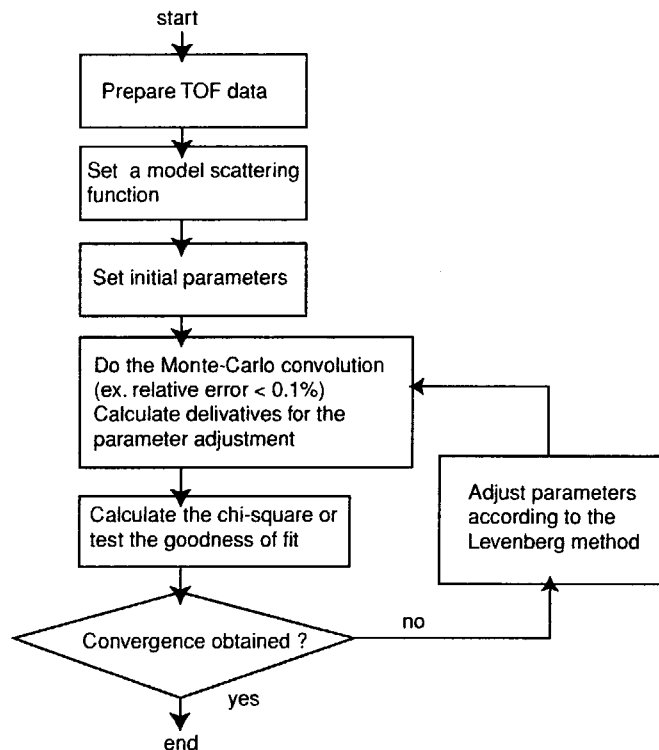 start
Prepare TOF data
Set a model scattering
function
Set initial parameters
Do the Monte-Carlo convolution
(ex. relative error < 0.1%)
Calculate delivatives for the
parameter adjustment
Calculate the chi-square or
test the goodness of fit
Adjust parameters
according to the
Levenberg method
Convergence obtained ?
no
yes
end